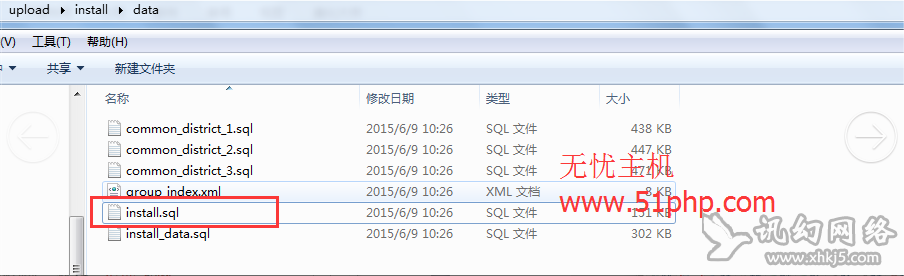 upload install data
(V) 工具(T) 帮助(H)
共享 新建文件夹
名称 修改日期 类型 大小
common_district_1.sql 2015/6/9 10:26 SQL 文件 438 KB
common_district_2.sql 2015/6/9 10:26 SQL 文件 447 KB
common_district_3.sql 2015/6/9 10:26 SQL 文件 471 KB
group_index.xml 2015/6/9 10:26 XML 文档 8 KB
install.sql 2015/6/9 10:26 SQL 文件 151 KB
install_data.sql 2015/6/9 10:26 SQL 文件 302 KB
无忧主机
www.51php.com
讯幻网络
www.xhkj5.com